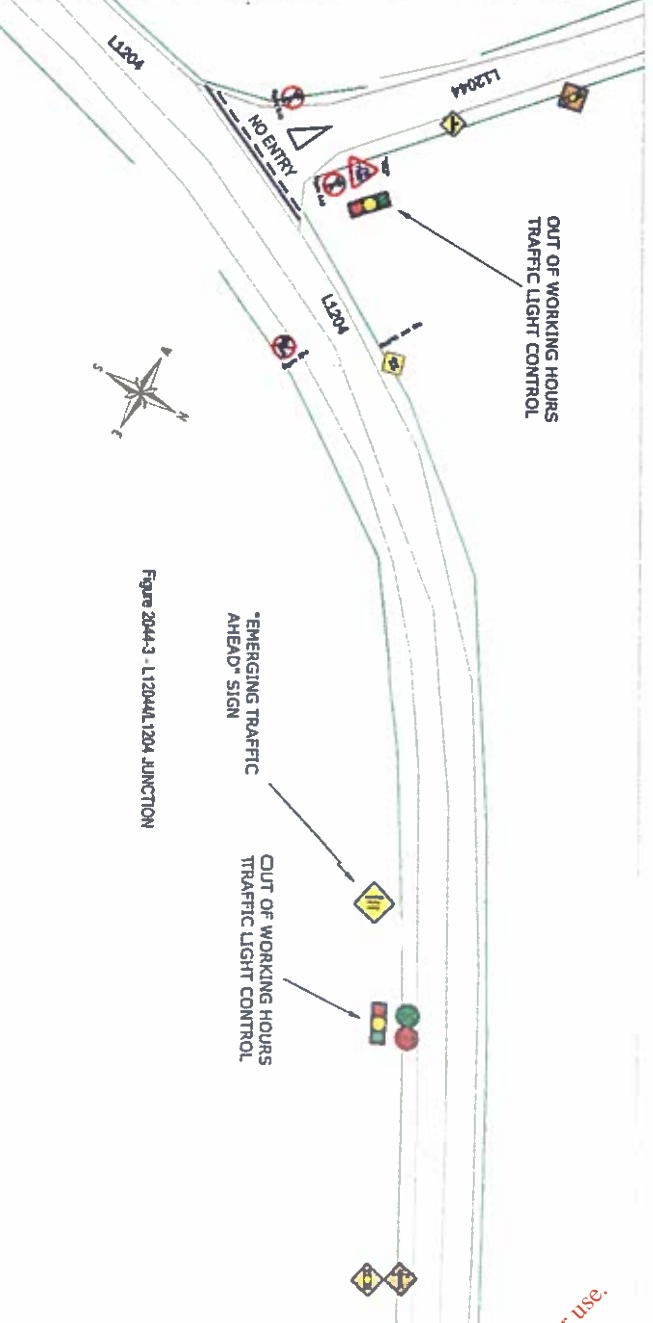 L1204
L12044
NO ENTRY
OUT OF WORKING HOURS
TRAFFIC LIGHT CONTROL
L1204
W
N
S
E
"EMERGING TRAFFIC
AHEAD" SIGN
OUT OF WORKING HOURS
TRAFFIC LIGHT CONTROL
Figure 2044-3 - L12044/L1204 JUNCTION
use.